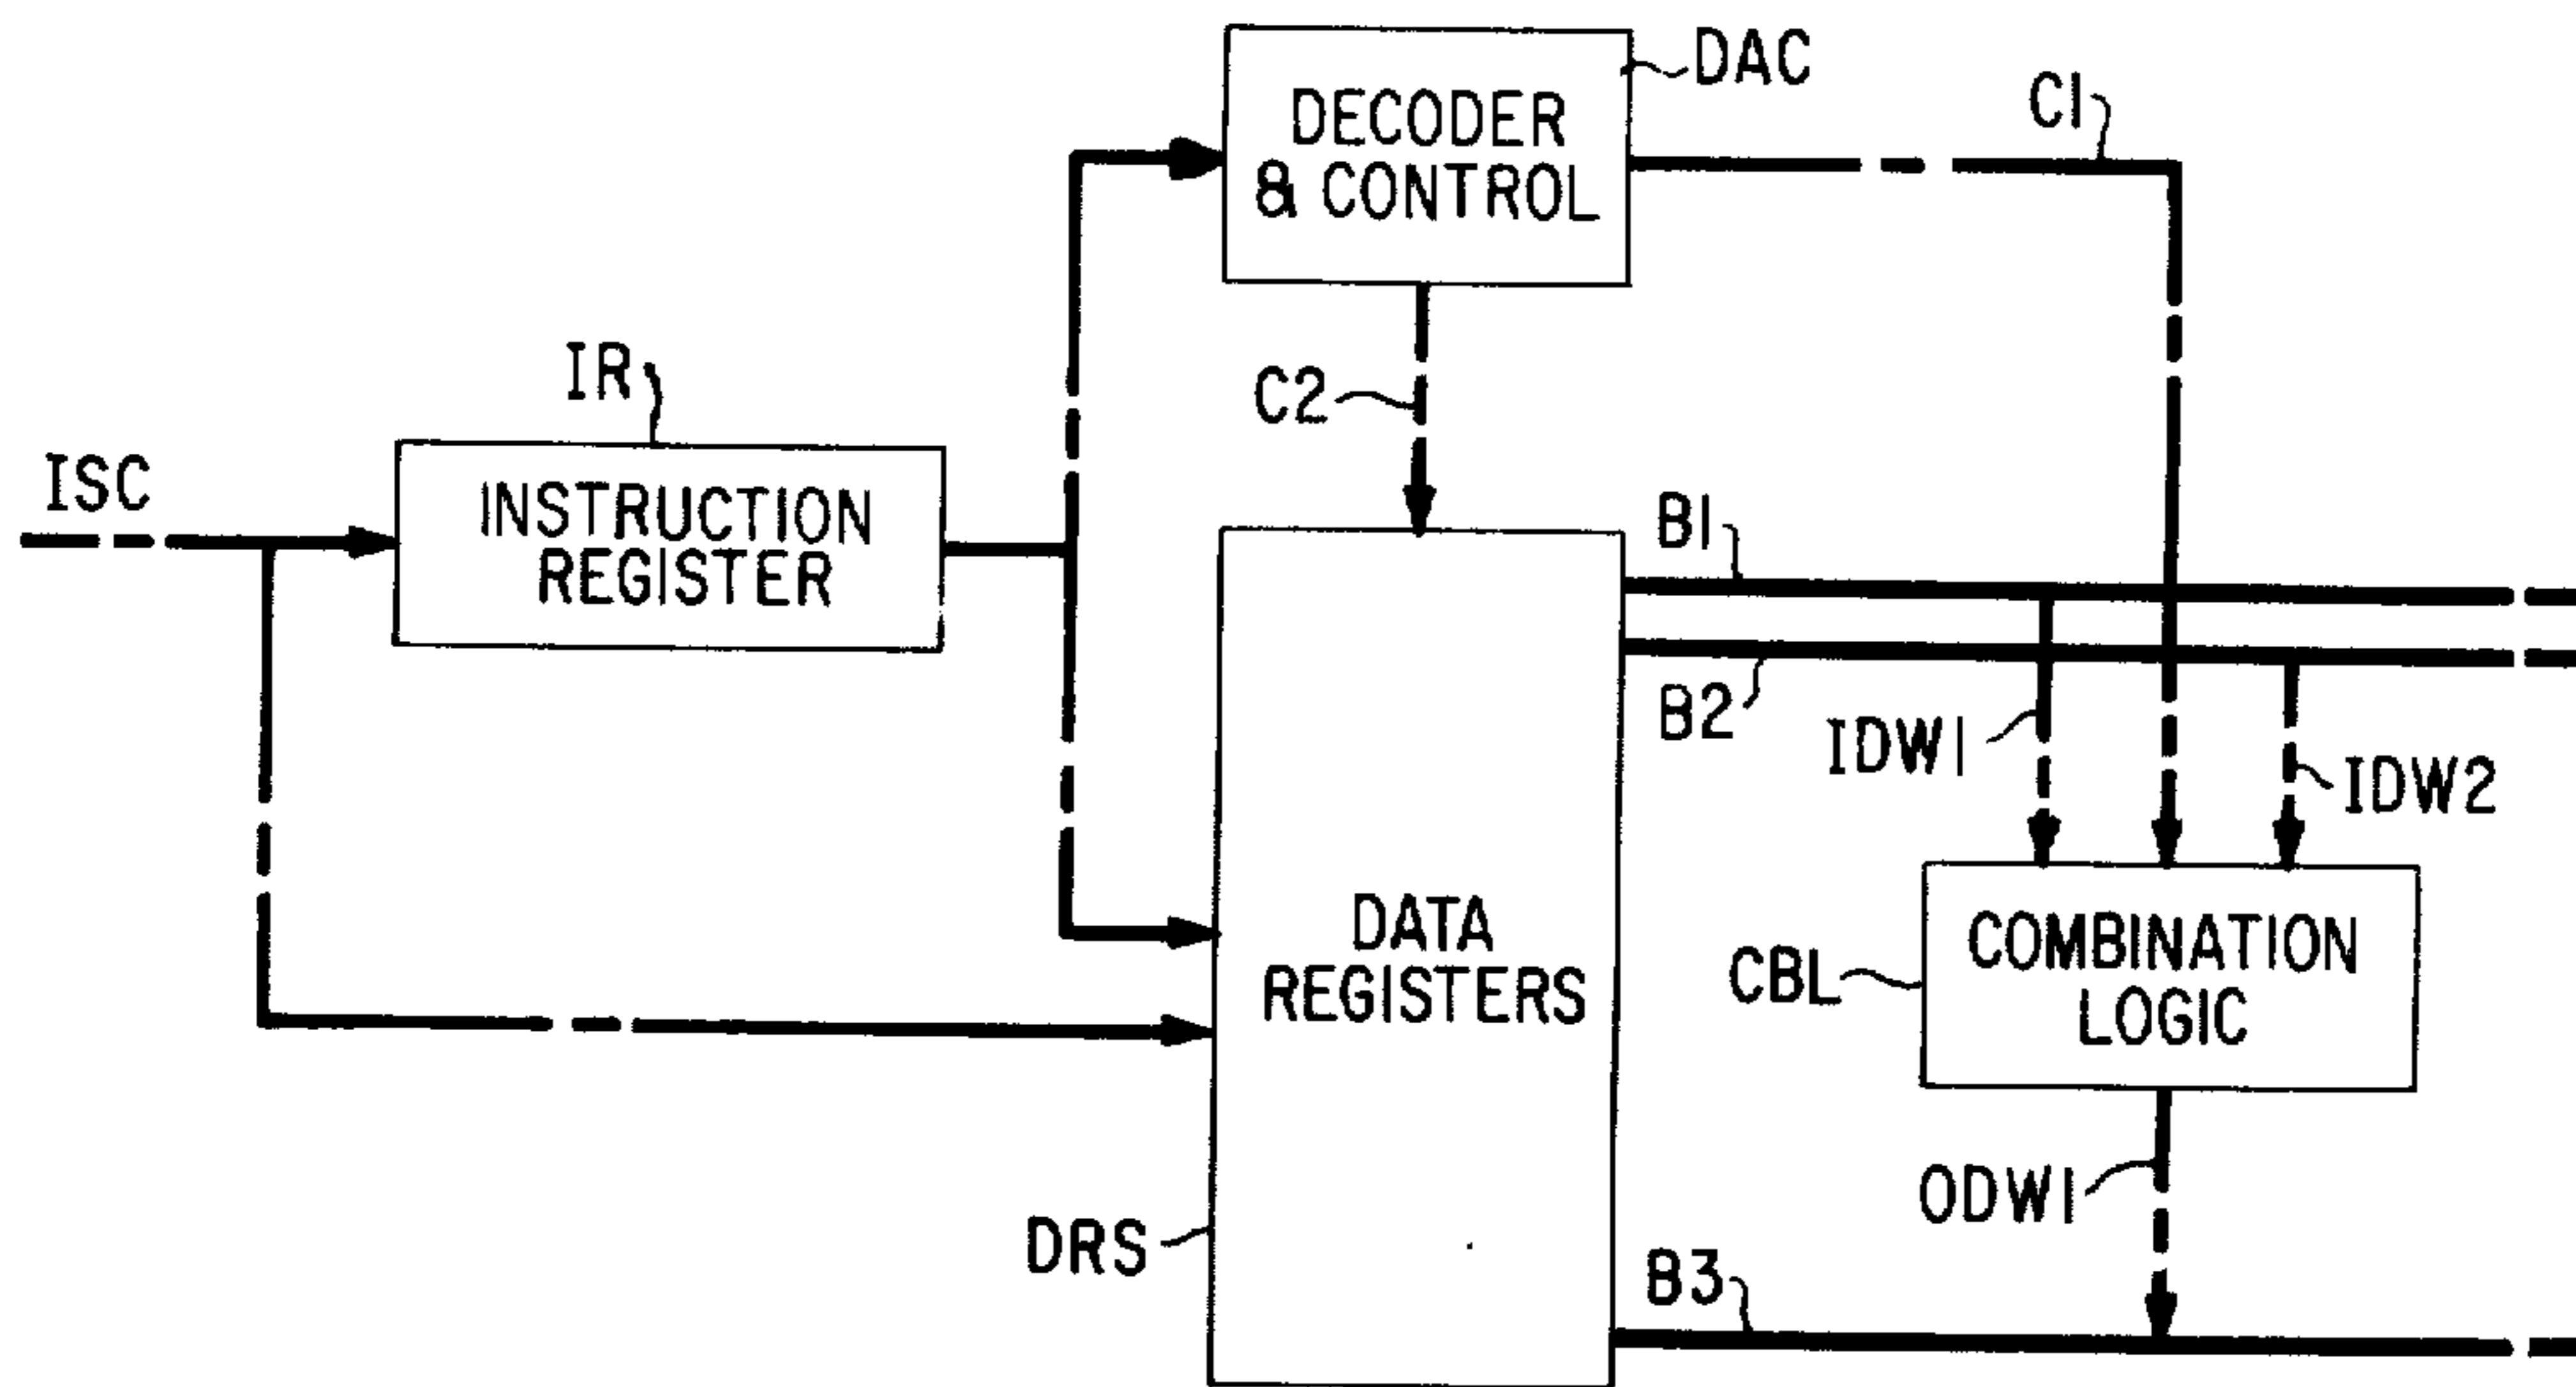 DAC
DECODER
& CONTROL
C1
IR
C2
ISC
INSTRUCTION
REGISTER
B1
B2
IDW1
IDW2
DATA
REGISTERS
CBL
COMBINATION
LOGIC
ODW1
DRS
B3